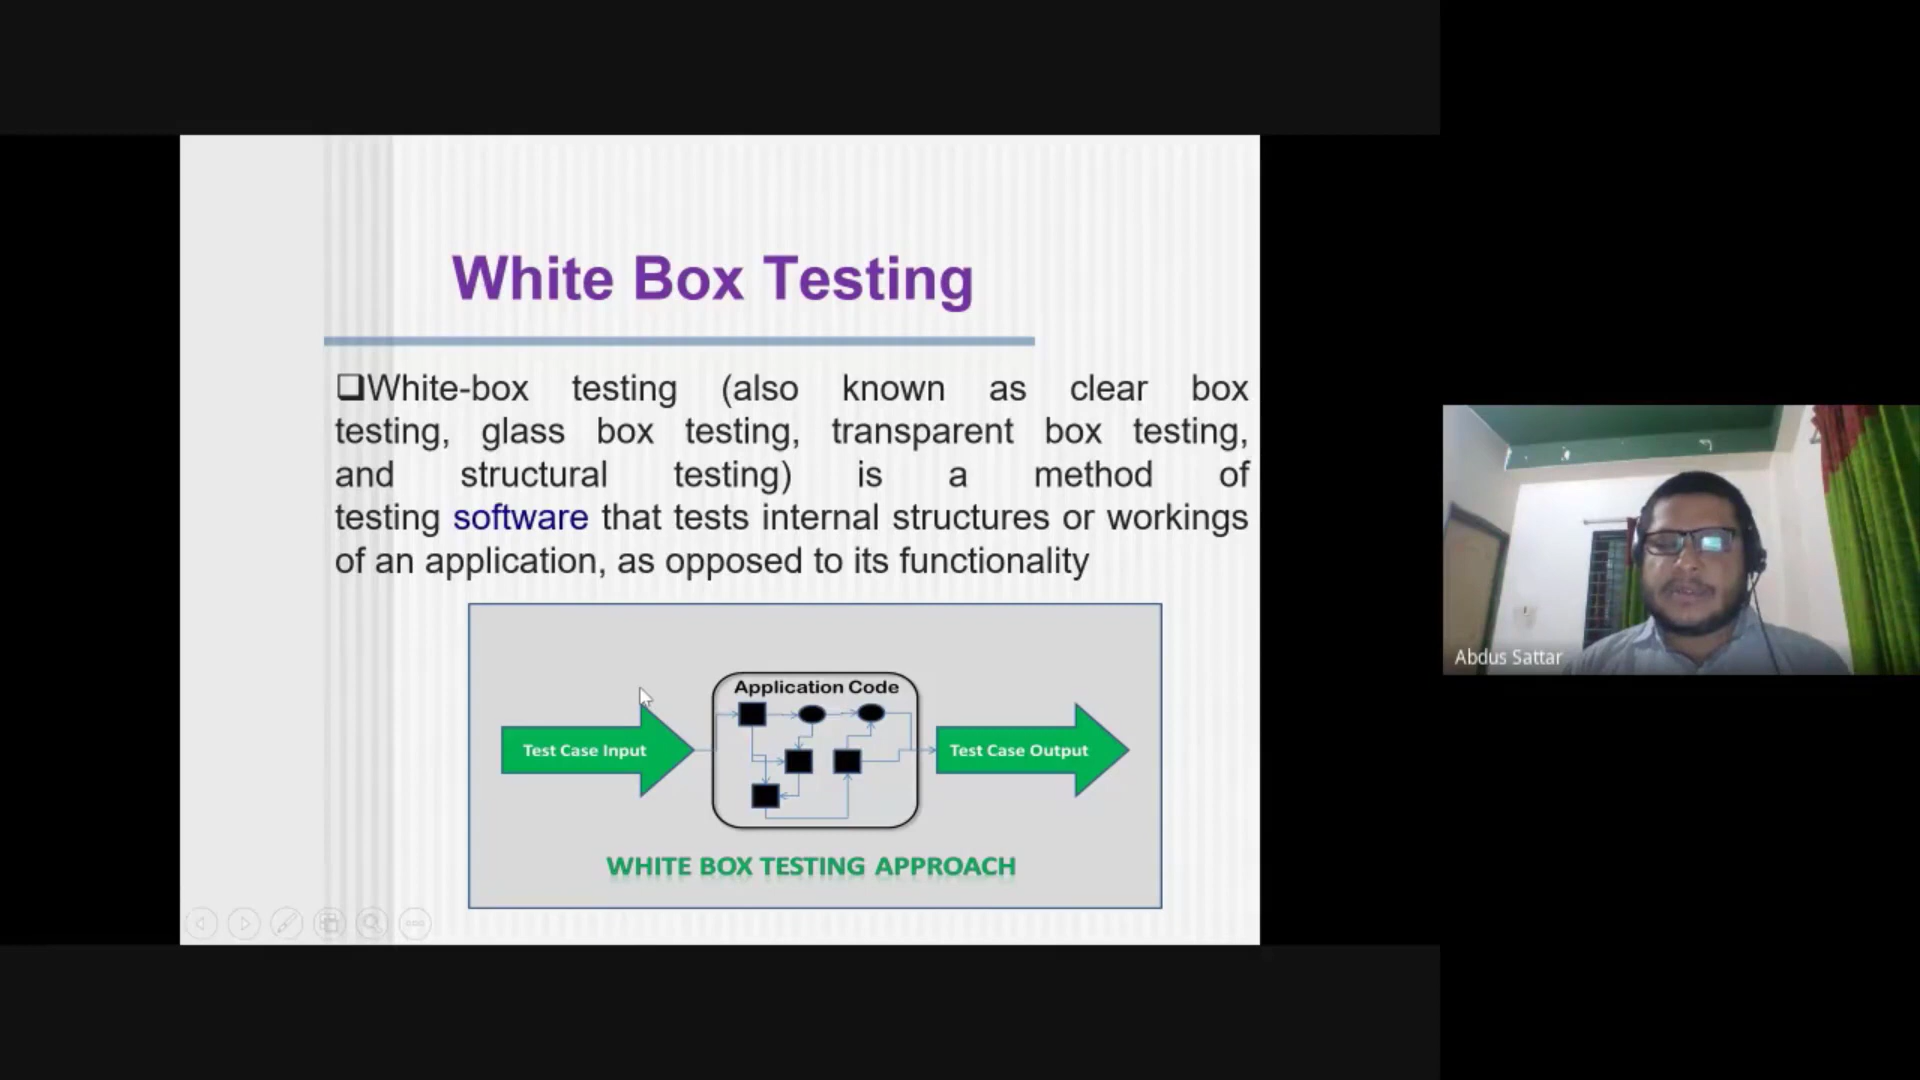 White Box Testing
❑White-box testing (also known as clear box
testing, glass box testing, transparent box testing,
and structural testing) is a method of
testing software that tests internal structures or workings
of an application, as opposed to its functionality
Application Code
Test Case Input
Test Case Output
WHITE BOX TESTING APPROACH
Abdus Sattar